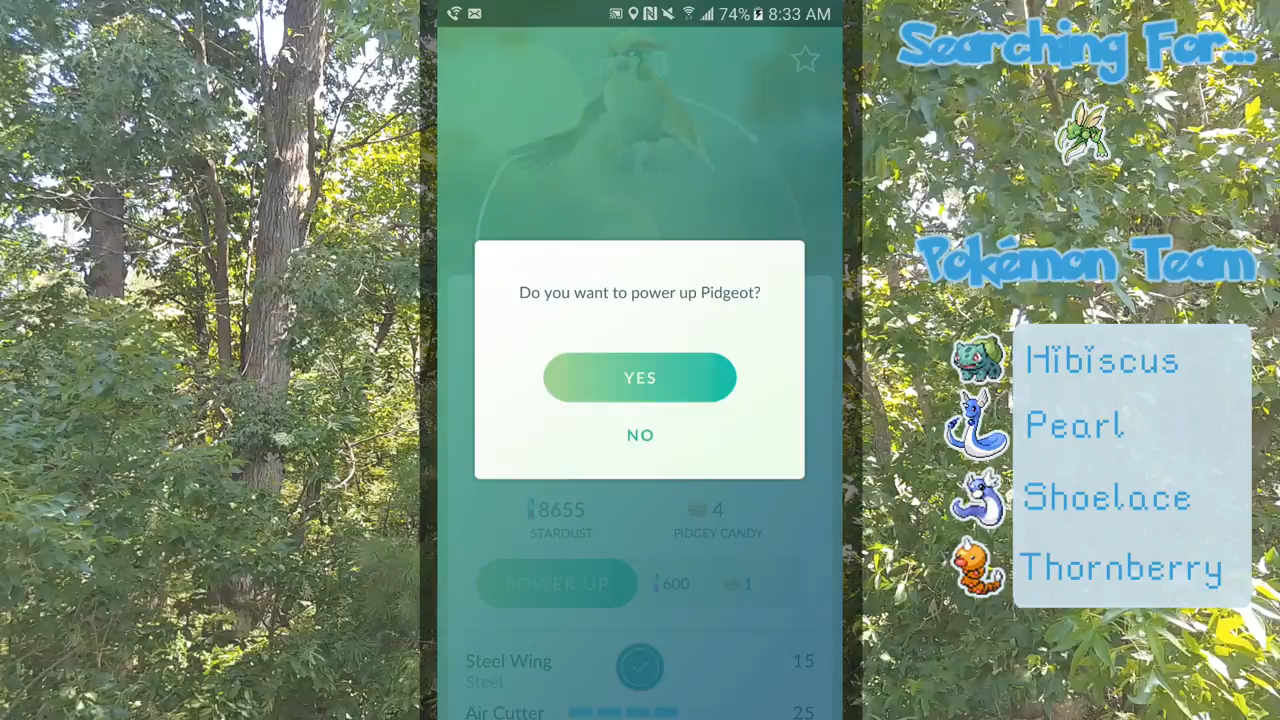 74% 8:33 AM
Searching For...
Do you want to power up Pidgeot?
YES
NO
Pokémon Team
Hibiscus
Pearl
Shoelace
Thornberry
8655 4
STARDUST PIDGEY CANDY
POWER UP 600 1
Steel Wing 15
Steel
Air Cutter 25